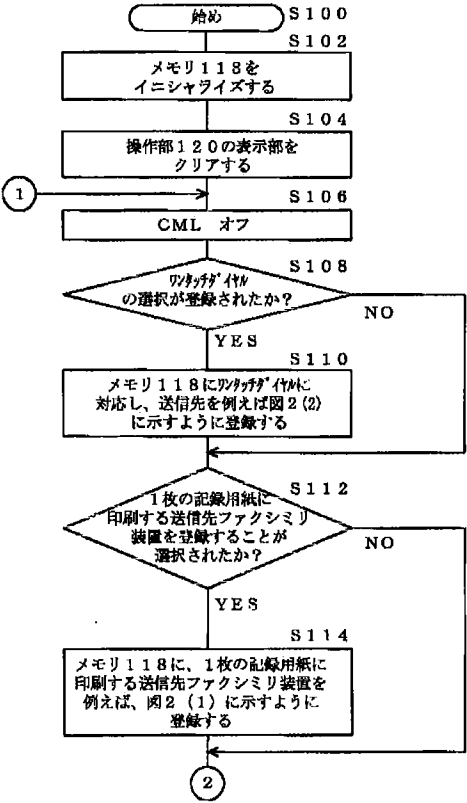 始め
S100
S102
メモリ118を
イニシャライズする
S104
操作部120の表示部を
クリアする
1
S106
CML オフ
S108
ワンタッチダイヤル
の選択が登録されたか?
NO
YES
S110
メモリ118にワンタッチダイヤルに
対応し、送信先を例えば図2(2)
に示すように登録する
S112
1枚の記録用紙に
印刷する送信先ファクシミリ
装置を登録することが
選択されたか?
NO
YES
S114
メモリ118に、1枚の記録用紙に
印刷する送信先ファクシミリ装置を
例えば、図2 (1) に示すように
登録する
2